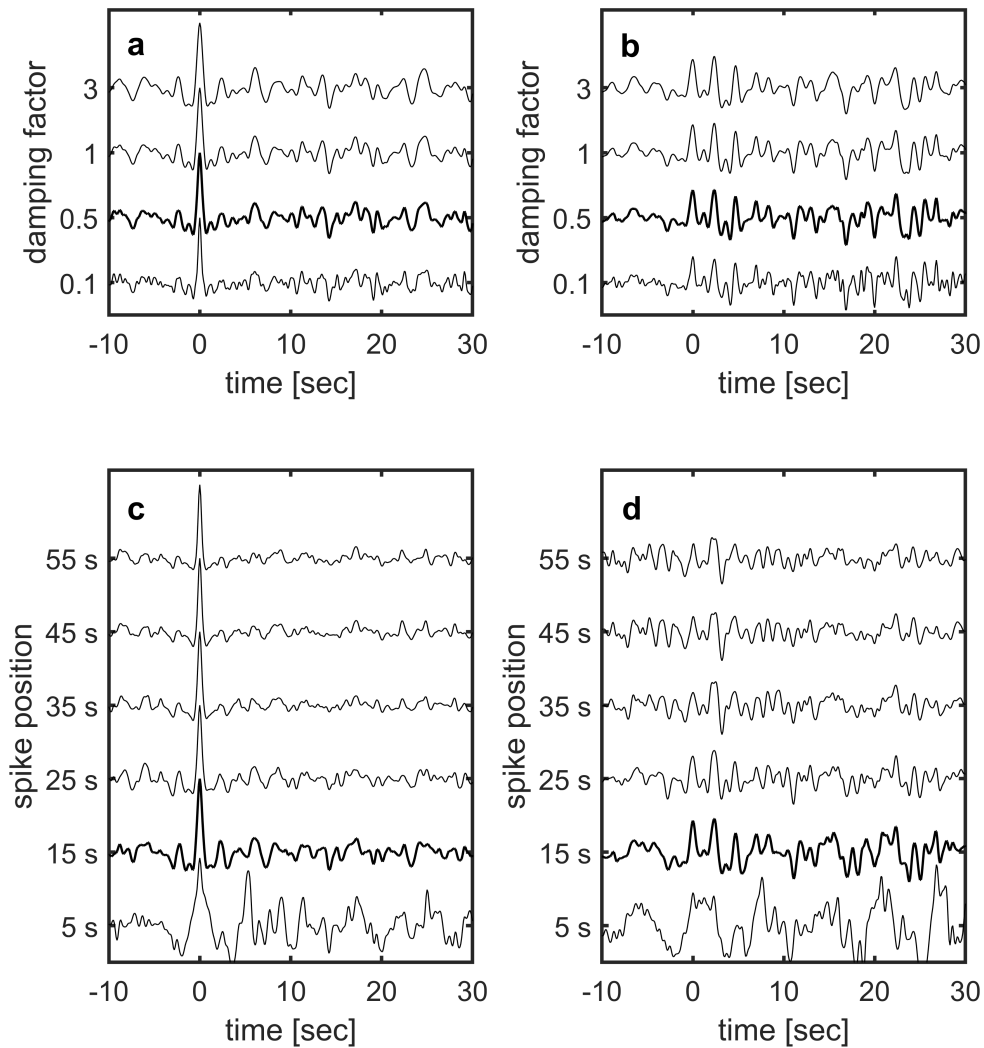 a
damping factor
3
1
0.5
0.1
-10 0 10 20 30
time [sec]
b
damping factor
3
1
0.5
0.1
-10 0 10 20 30
time [sec]
c
spike position
55 s
45 s
35 s
25 s
15 s
5 s
-10 0 10 20 30
time [sec]
d
spike position
55 s
45 s
35 s
25 s
15 s
5 s
-10 0 10 20 30
time [sec]